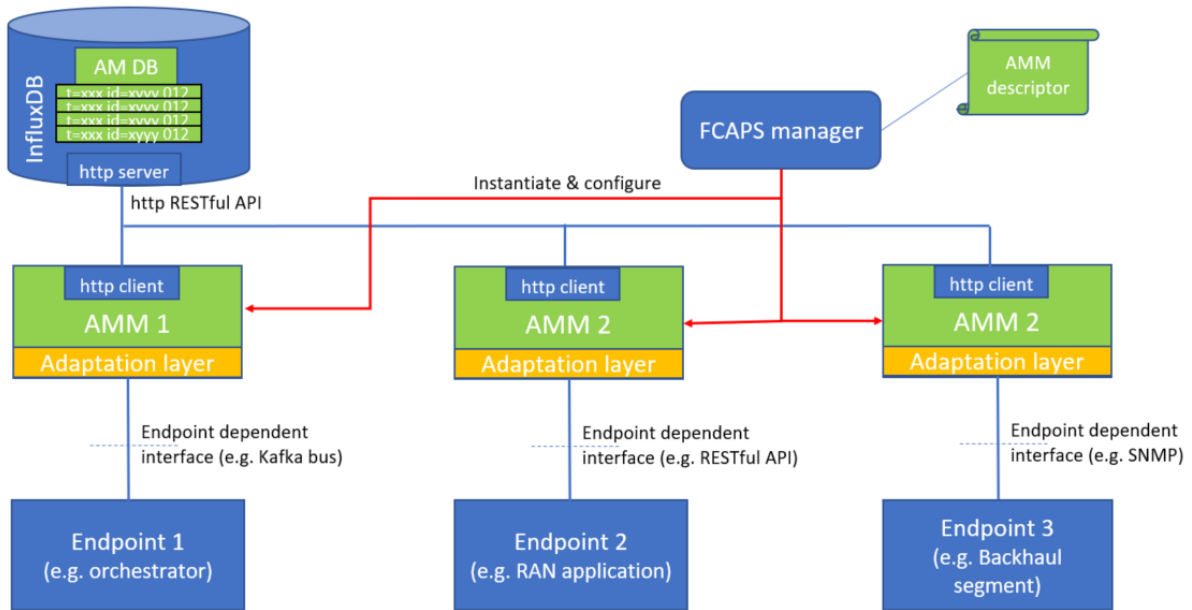 AM DB
t=xxx id=xyyy 012
t=xxx id=xyyy 012
t=xxx id=xyyy 012
t=xxx id=xyyy 012
InfluxDB
http server
http RESTful API
FCAPS manager
AMM
descriptor
Instantiate & configure
http client
AMM 1
Adaptation layer
http client
AMM 2
Adaptation layer
http client
AMM 2
Adaptation layer
Endpoint dependent
interface (e.g. Kafka bus)
Endpoint dependent
interface (e.g. RESTful API)
Endpoint dependent
interface (e.g. SNMP)
Endpoint 1
(e.g. orchestrator)
Endpoint 2
(e.g. RAN application)
Endpoint 3
(e.g. Backhaul
segment)